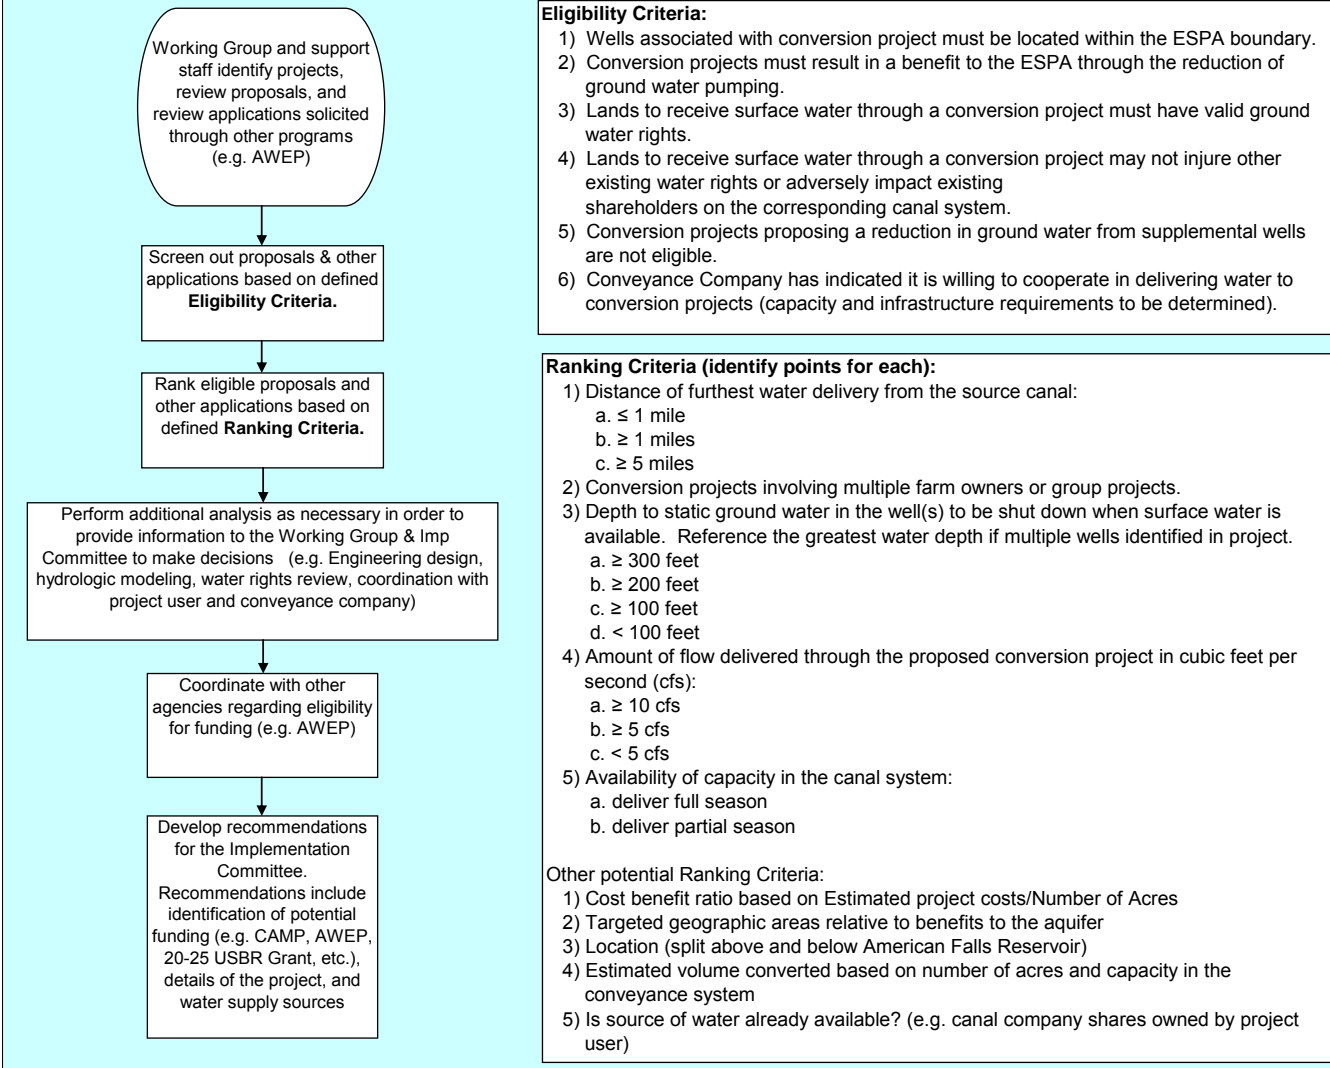 Working Group and support
staff identify projects,
review proposals, and
review applications solicited
through other programs
(e.g. AWEP)
Screen out proposals & other
applications based on defined
Eligibility Criteria.
Rank eligible proposals and
other applications based on
defined Ranking Criteria.
Perform additional analysis as necessary in order to
provide information to the Working Group & Imp
Committee to make decisions (e.g. Engineering design,
hydrologic modeling, water rights review, coordination with
project user and conveyance company)
Coordinate with other
agencies regarding eligibility
for funding (e.g. AWEP)
Develop recommendations
for the Implementation
Committee.
Recommendations include
identification of potential
funding (e.g. CAMP, AWEP,
20-25 USBR Grant, etc.),
details of the project, and
water supply sources
Eligibility Criteria:
1) Wells associated with conversion project must be located within the ESPA boundary.
2) Conversion projects must result in a benefit to the ESPA through the reduction of
ground water pumping.
3) Lands to receive surface water through a conversion project must have valid ground
water rights.
4) Lands to receive surface water through a conversion project may not injure other
existing water rights or adversely impact existing
shareholders on the corresponding canal system.
5) Conversion projects proposing a reduction in ground water from supplemental wells
are not eligible.
6) Conveyance Company has indicated it is willing to cooperate in delivering water to
conversion projects (capacity and infrastructure requirements to be determined).
Ranking Criteria (identify points for each):
1) Distance of furthest water delivery from the source canal:
a. ≤ 1 mile
b. ≥ 1 miles
c. ≥ 5 miles
2) Conversion projects involving multiple farm owners or group projects.
3) Depth to static ground water in the well(s) to be shut down when surface water is
available. Reference the greatest water depth if multiple wells identified in project.
a. ≥ 300 feet
b. ≥ 200 feet
c. ≥ 100 feet
d. < 100 feet
4) Amount of flow delivered through the proposed conversion project in cubic feet per
second (cfs):
a. ≥ 10 cfs
b. ≥ 5 cfs
c. < 5 cfs
5) Availability of capacity in the canal system:
a. deliver full season
b. deliver partial season
Other potential Ranking Criteria:
1) Cost benefit ratio based on Estimated project costs/Number of Acres
2) Targeted geographic areas relative to benefits to the aquifer
3) Location (split above and below American Falls Reservoir)
4) Estimated volume converted based on number of acres and capacity in the
conveyance system
5) Is source of water already available? (e.g. canal company shares owned by project
user)